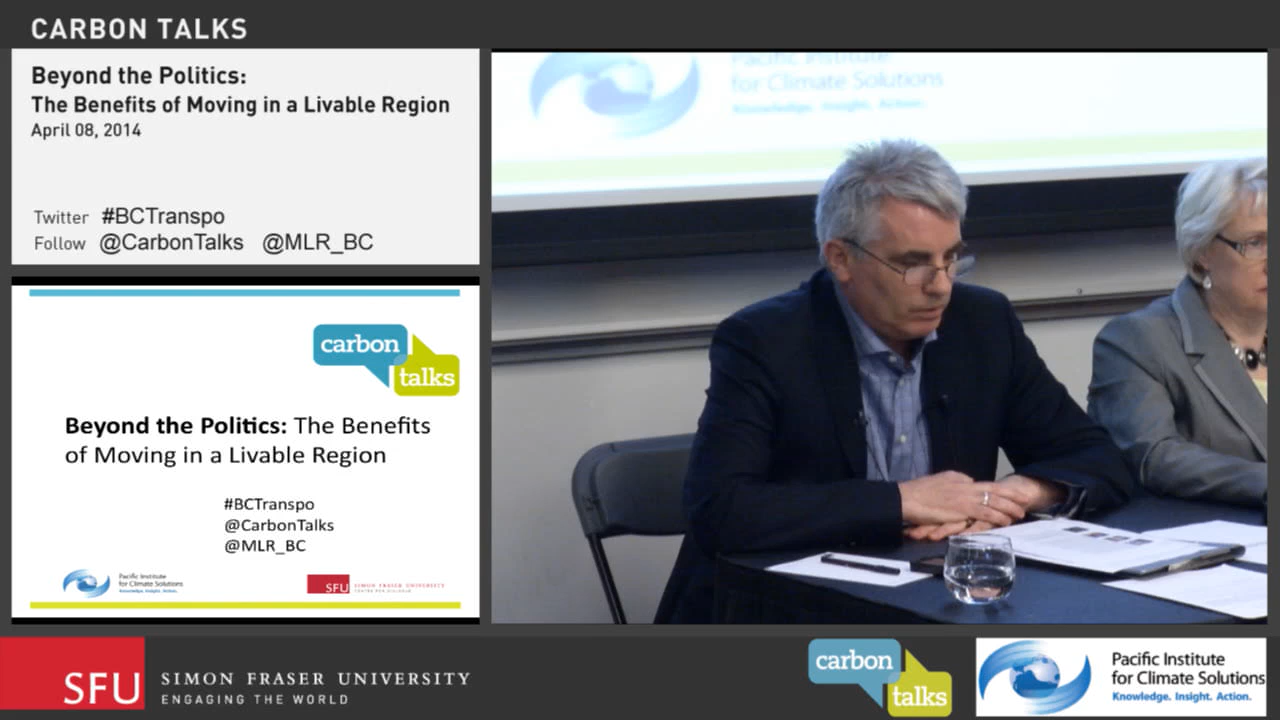 CARBON TALKS
Beyond the Politics:
The Benefits of Moving in a Livable Region
April 08, 2014
Twitter #BCTranspo
Follow @CarbonTalks @MLR_BC
carbon
talks
Beyond the Politics: The Benefits
of Moving in a Livable Region
#BCTranspo
@CarbonTalks
@MLR_BC
Pacific Institute
for Climate Solutions
Knowledge. Insight. Action.
SFU
SIMON FRASER UNIVERSITY
CENTRE FOR DIALOGUE
Pacific Institute
for Climate Solutions
Knowledge. Insight. Action.
SFU
SIMON FRASER UNIVERSITY
ENGAGING THE WORLD
carbon
talks
Pacific Institute
for Climate Solutions
Knowledge. Insight. Action.